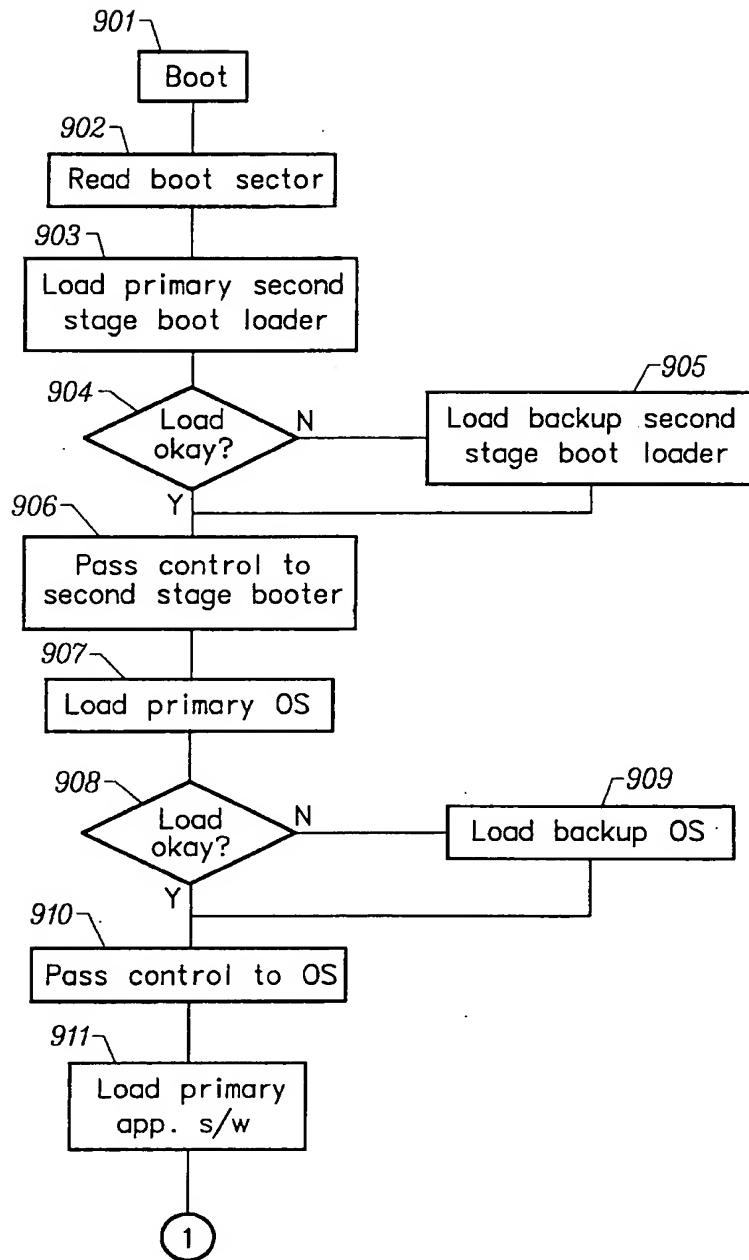 901
Boot
902
Read boot sector
903
Load primary second
stage boot loader
904
Load
okay?
N
Y
905
Load backup second
stage boot loader
906
Pass control to
second stage booter
907
Load primary OS
908
Load
okay?
N
Y
909
Load backup OS
910
Pass control to OS
911
Load primary
app. s/w
1